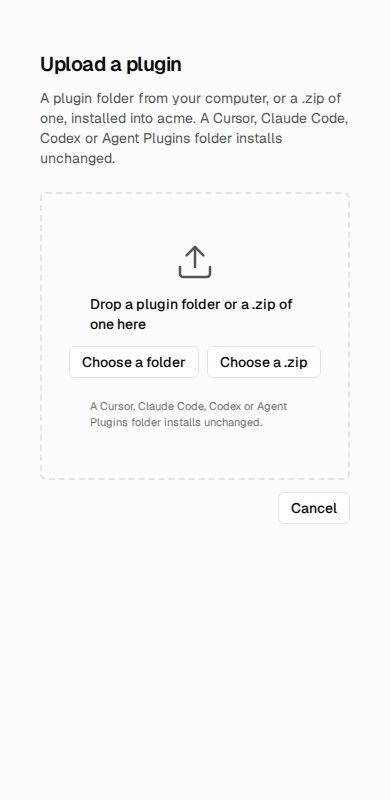 Upload a plugin
A plugin folder from your computer, or a .zip of
one, installed into acme. A Cursor, Claude Code,
Codex or Agent Plugins folder installs
unchanged.
Drop a plugin folder or a .zip of
one here
Choose a folder
Choose a .zip
A Cursor, Claude Code, Codex or Agent
Plugins folder installs unchanged.
Cancel